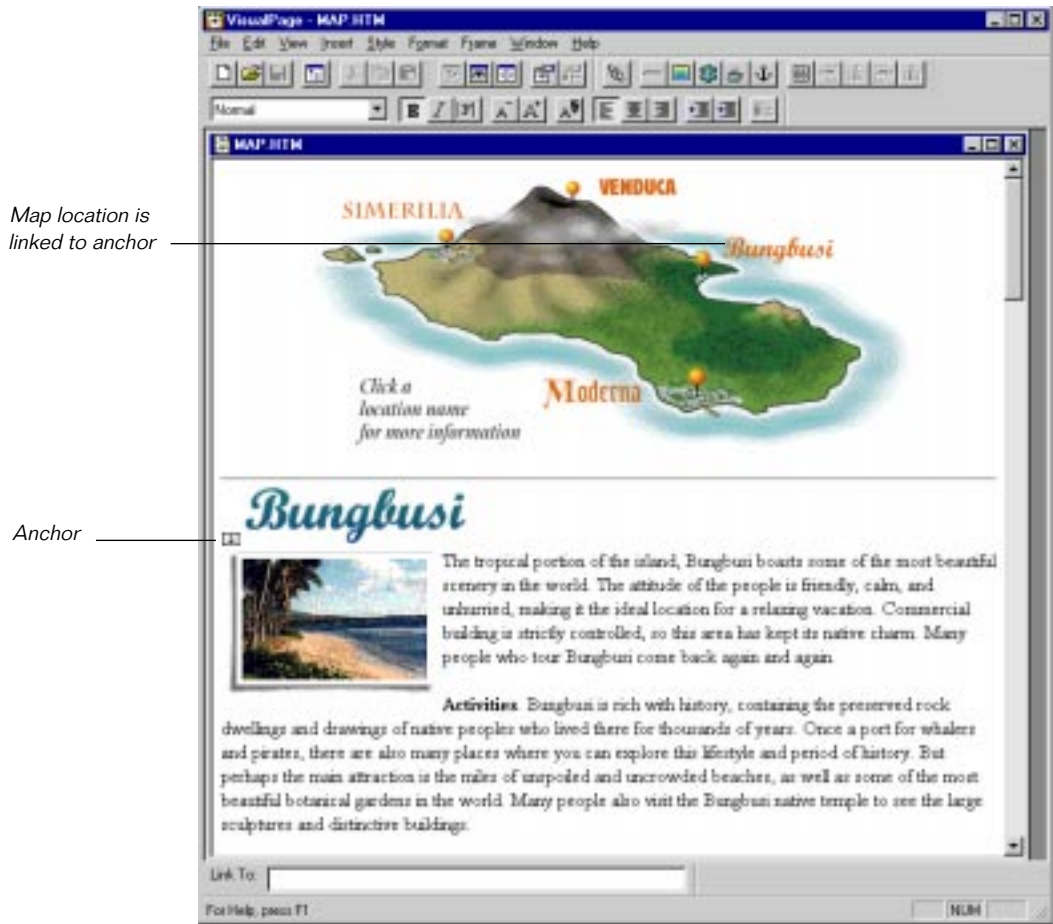 VisualPage - MAP.HTM
File Edit View Insert Style Format Frame Window Help
Normal
B I
MAP.HTM
VENDUCA
SIMERILIA
Map location is
linked to anchor
Bungbusi
Click a
location name
for more information
Moderna
Bungbusi
Anchor
The tropical portion of the island, Bungbusi boasts some of the most beautiful
scenery in the world. The attitude of the people is friendly, calm, and
unhurried, making it the ideal location for a relaxing vacation. Commercial
building is strictly controlled, so this area has kept its native charm. Many
people who tour Bungbusi come back again and again.
Activities. Bungbusi is rich with history, containing the preserved rock
dwellings and drawings of native peoples who lived there for thousands of years. Once a port for whalers
and pirates, there are also many places where you can explore this lifestyle and period of history. But
perhaps the main attraction is the miles of unspoiled and uncrowded beaches, as well as some of the most
beautiful botanical gardens in the world. Many people also visit the Bungbusi native temple to see the large
sculptures and distinctive buildings.
Link To:
For Help, press F1
NUM